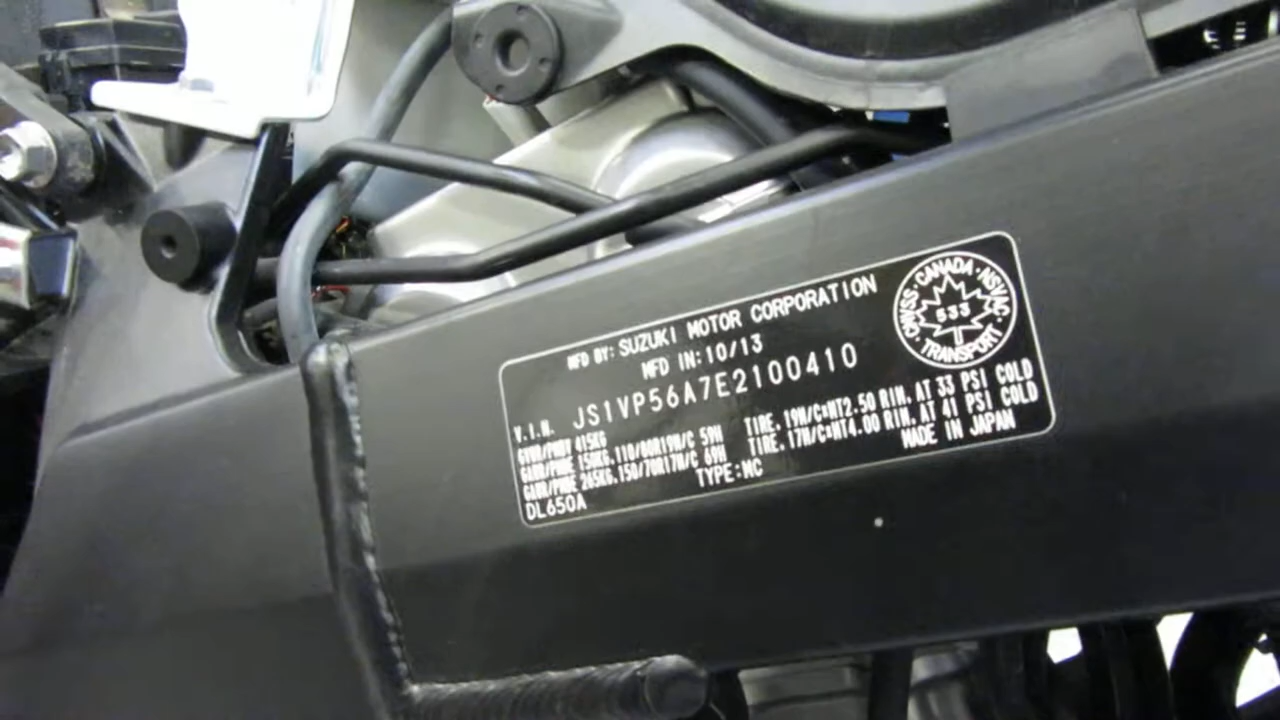 MFD BY: SUZUKI MOTOR CORPORATION
MFD IN: 10/13
V.I.N. JS1VP56A7E2100410
GVWR/PNBV 415KG
GAWR/PNBE 150KG. 110/80R19M/C 59H TIRE. 19M/C×MT2.50 RIM. AT 33 PSI COLD
GAWR/PNBE 265KG. 150/70R17M/C 69H TIRE. 17M/C×MT4.00 RIM. AT 41 PSI COLD
DL650A TYPE: MC MADE IN JAPAN
CMVSS · CANADA · NSVAC · TRANSPORT
533